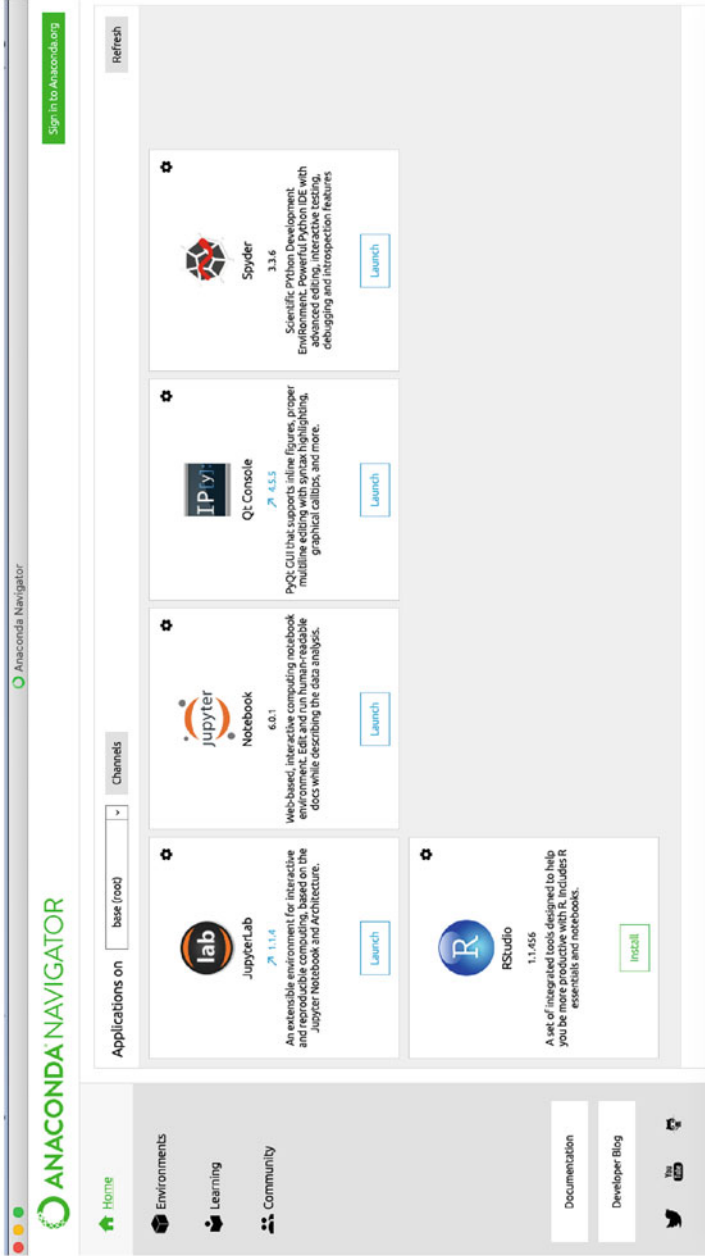 Anaconda Navigator
ANACONDA NAVIGATOR
Sign in to Anaconda.org
Home
Environments
Learning
Community
Documentation
Developer Blog
You
Tube
Applications on
base (root)
Channels
Refresh
lab
JupyterLab
1.1.4
An extensible environment for interactive
and reproducible computing, based on the
Jupyter Notebook and Architecture.
Launch
jupyter
Notebook
6.0.1
Web-based, interactive computing notebook
environment. Edit and run human-readable
docs while describing the data analysis.
Launch
IP[y]:
Qt Console
4.5.5
PyQt GUI that supports inline figures, proper
multiline editing with syntax highlighting,
graphical calltips, and more.
Launch
Spyder
3.3.6
Scientific PYthon Development
EnviRonment. Powerful Python IDE with
advanced editing, interactive testing,
debugging and introspection features
Launch
R
RStudio
1.1.456
A set of integrated tools designed to help
you be more productive with R. Includes R
essentials and notebooks.
Install